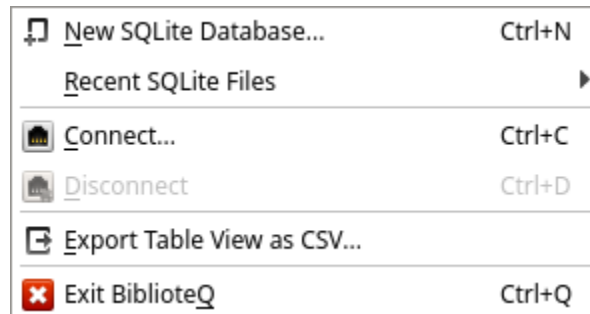 New SQLite Database... Ctrl+N
Recent SQLite Files
Connect... Ctrl+C
Disconnect Ctrl+D
Export Table View as CSV...
Exit BiblioteQ Ctrl+Q